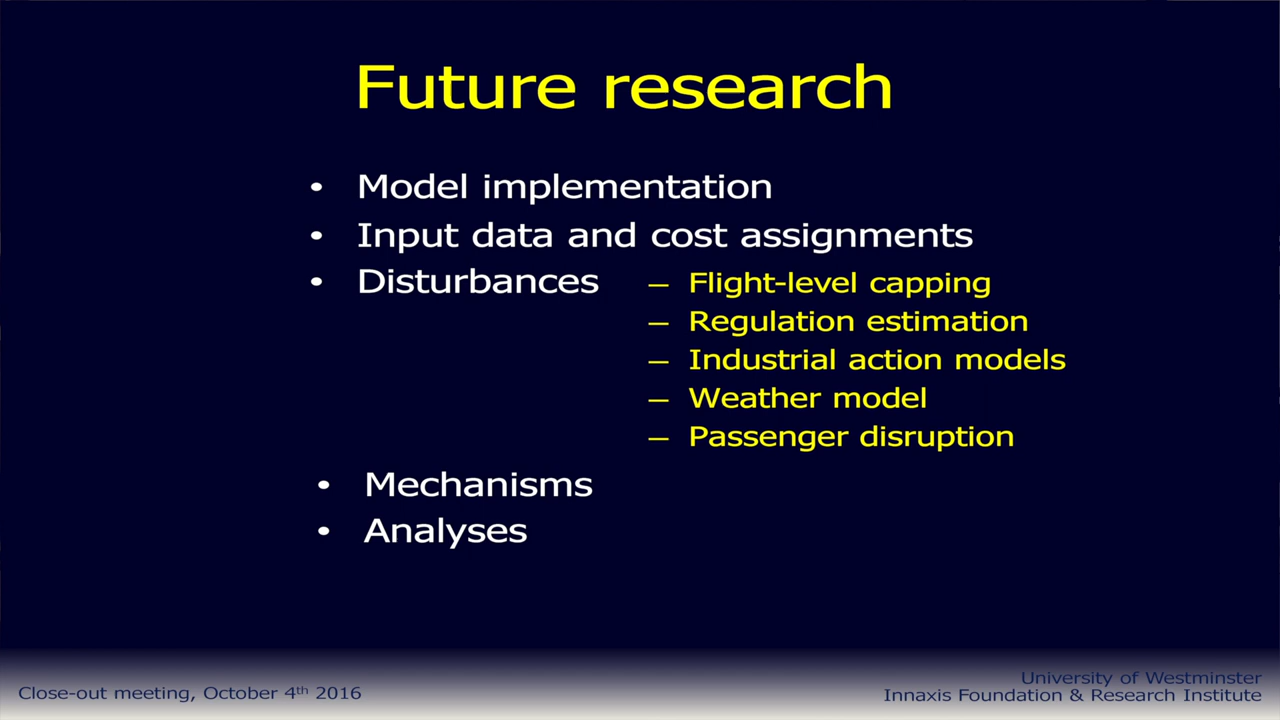 Future research
• Model implementation
• Input data and cost assignments
• Disturbances – Flight-level capping
– Regulation estimation
– Industrial action models
– Weather model
– Passenger disruption
• Mechanisms
• Analyses
Close-out meeting, October 4th 2016
University of Westminster
Innaxis Foundation & Research Institute